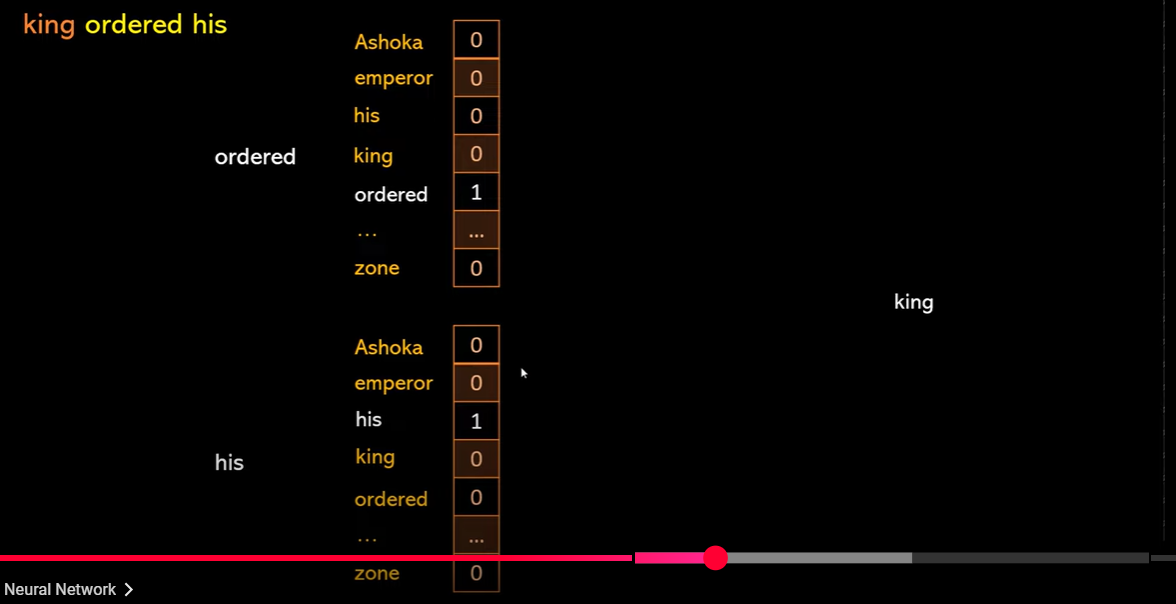 king ordered his
ordered
Ashoka 0
emperor 0
his 0
king 0
ordered 1
... ...
zone 0
king
his
Ashoka 0
emperor 0
his 1
king 0
ordered 0
... ...
zone 0
Neural Network